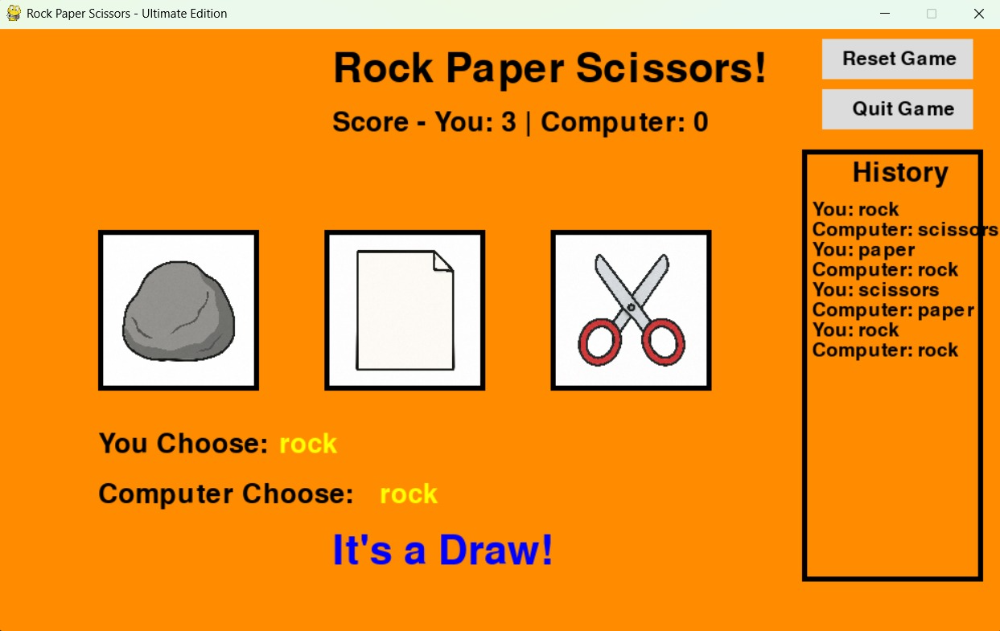 Rock Paper Scissors - Ultimate Edition
Rock Paper Scissors!
Score - You: 3 | Computer: 0
Reset Game
Quit Game
History
You: rock
Computer: scissors
You: paper
Computer: rock
You: scissors
Computer: paper
You: rock
Computer: rock
You Choose: rock
Computer Choose: rock
It's a Draw!